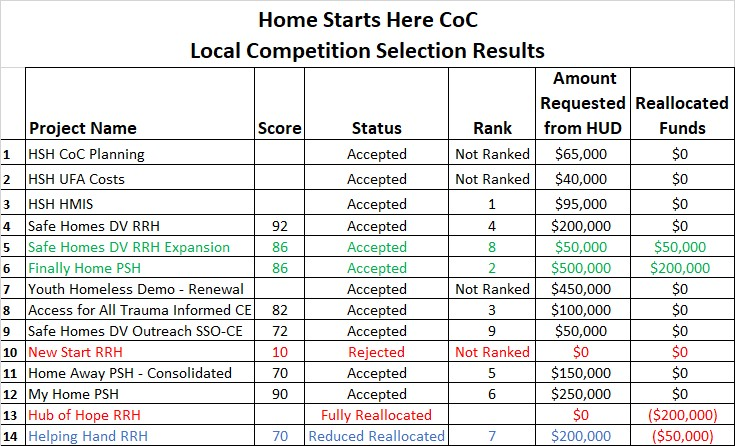 Home Starts Here CoC
Local Competition Selection Results
Project Name Score Status Rank Amount Requested from HUD Reallocated Funds
1 HSH CoC Planning Accepted Not Ranked $65,000 $0
2 HSH UFA Costs Accepted Not Ranked $40,000 $0
3 HSH HMIS Accepted 1 $95,000 $0
4 Safe Homes DV RRH 92 Accepted 4 $200,000 $0
5 Safe Homes DV RRH Expansion 86 Accepted 8 $50,000 $50,000
6 Finally Home PSH 86 Accepted 2 $500,000 $200,000
7 Youth Homeless Demo - Renewal Accepted Not Ranked $450,000 $0
8 Access for All Trauma Informed CE 82 Accepted 3 $100,000 $0
9 Safe Homes DV Outreach SSO-CE 72 Accepted 9 $50,000 $0
10 New Start RRH 10 Rejected Not Ranked $0 $0
11 Home Away PSH - Consolidated 70 Accepted 5 $150,000 $0
12 My Home PSH 90 Accepted 6 $250,000 $0
13 Hub of Hope RRH Fully Reallocated $0 ($200,000)
14 Helping Hand RRH 70 Reduced Reallocated 7 $200,000 ($50,000)